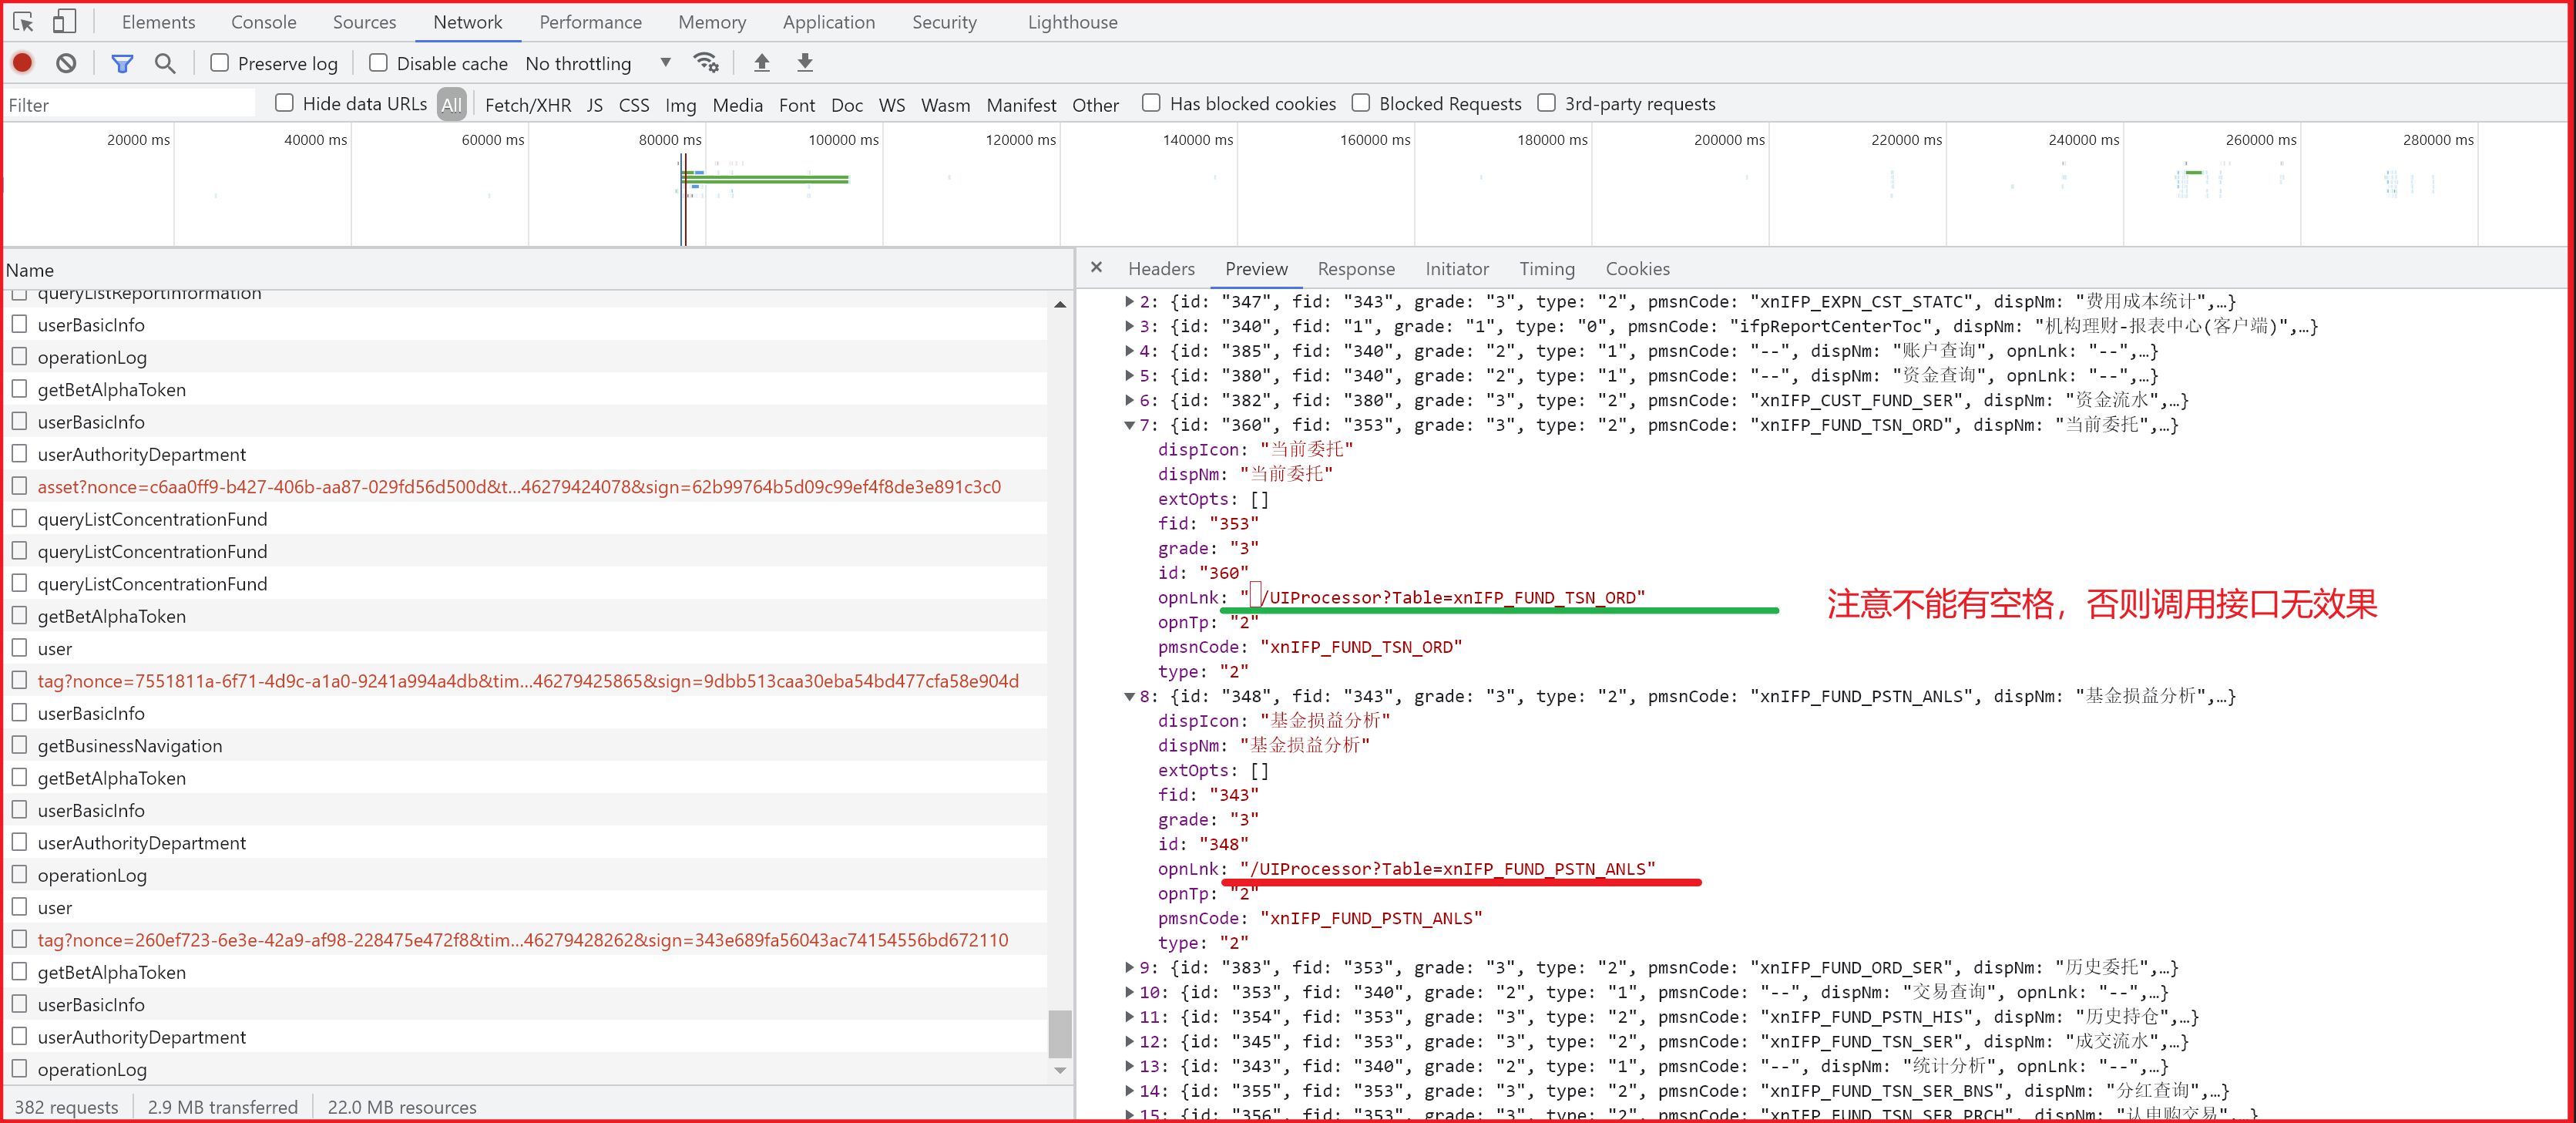 Elements Console Sources Network Performance Memory Application Security Lighthouse
Preserve log Disable cache No throttling
Filter Hide data URLs All Fetch/XHR JS CSS Img Media Font Doc WS Wasm Manifest Other Has blocked cookies Blocked Requests 3rd-party requests
20000 ms 40000 ms 60000 ms 80000 ms 100000 ms 120000 ms 140000 ms 160000 ms 180000 ms 200000 ms 220000 ms 240000 ms 260000 ms 280000 ms
Name
queryListReportInformation
userBasicInfo
operationLog
getBetAlphaToken
userBasicInfo
userAuthorityDepartment
asset?nonce=c6aa0ff9-b427-406b-aa87-029fd56d500d&t...46279424078&sign=62b99764b5d09c99ef4f8de3e891c3c0
queryListConcentrationFund
queryListConcentrationFund
queryListConcentrationFund
getBetAlphaToken
user
tag?nonce=7551811a-6f71-4d9c-a1a0-9241a994a4db&tim...46279425865&sign=9dbb513caa30eba54bd477cfa58e904d
userBasicInfo
getBusinessNavigation
getBetAlphaToken
userBasicInfo
userAuthorityDepartment
operationLog
user
tag?nonce=260ef723-6e3e-42a9-af98-228475e472f8&tim...46279428262&sign=343e689fa56043ac74154556bd672110
getBetAlphaToken
userBasicInfo
userAuthorityDepartment
operationLog
382 requests 2.9 MB transferred 22.0 MB resources
Headers Preview Response Initiator Timing Cookies
2: {id: "347", fid: "343", grade: "3", type: "2", pmsnCode: "xnIFP_EXPN_CST_STATC", dispNm: "费用成本统计",…}
3: {id: "340", fid: "1", grade: "1", type: "0", pmsnCode: "ifpReportCenterToc", dispNm: "机构理财-报表中心(客户端)",…}
4: {id: "385", fid: "340", grade: "2", type: "1", pmsnCode: "--", dispNm: "账户查询", opnLnk: "--",…}
5: {id: "380", fid: "340", grade: "2", type: "1", pmsnCode: "--", dispNm: "资金查询", opnLnk: "--",…}
6: {id: "382", fid: "380", grade: "3", type: "2", pmsnCode: "xnIFP_CUST_FUND_SER", dispNm: "资金流水",…}
7: {id: "360", fid: "353", grade: "3", type: "2", pmsnCode: "xnIFP_FUND_TSN_ORD", dispNm: "当前委托",…}
dispIcon: "当前委托"
dispNm: "当前委托"
extOpts: []
fid: "353"
grade: "3"
id: "360"
opnLnk: " /UIProcessor?Table=xnIFP_FUND_TSN_ORD"
注意不能有空格，否则调用接口无效果
opnTp: "2"
pmsnCode: "xnIFP_FUND_TSN_ORD"
type: "2"
8: {id: "348", fid: "343", grade: "3", type: "2", pmsnCode: "xnIFP_FUND_PSTN_ANLS", dispNm: "基金损益分析",…}
dispIcon: "基金损益分析"
dispNm: "基金损益分析"
extOpts: []
fid: "343"
grade: "3"
id: "348"
opnLnk: "/UIProcessor?Table=xnIFP_FUND_PSTN_ANLS"
opnTp: "2"
pmsnCode: "xnIFP_FUND_PSTN_ANLS"
type: "2"
9: {id: "383", fid: "353", grade: "3", type: "2", pmsnCode: "xnIFP_FUND_ORD_SER", dispNm: "历史委托",…}
10: {id: "353", fid: "340", grade: "2", type: "1", pmsnCode: "--", dispNm: "交易查询", opnLnk: "--",…}
11: {id: "354", fid: "353", grade: "3", type: "2", pmsnCode: "xnIFP_FUND_PSTN_HIS", dispNm: "历史持仓",…}
12: {id: "345", fid: "353", grade: "3", type: "2", pmsnCode: "xnIFP_FUND_TSN_SER", dispNm: "成交流水",…}
13: {id: "343", fid: "340", grade: "2", type: "1", pmsnCode: "--", dispNm: "统计分析", opnLnk: "--",…}
14: {id: "355", fid: "353", grade: "3", type: "2", pmsnCode: "xnIFP_FUND_TSN_SER_BNS", dispNm: "分红查询",…}
15: {id: "356", fid: "353", grade: "3", type: "2", pmsnCode: "xnIFP_FUND_TSN_SER_PRCH", dispNm: "认申购交易",…}